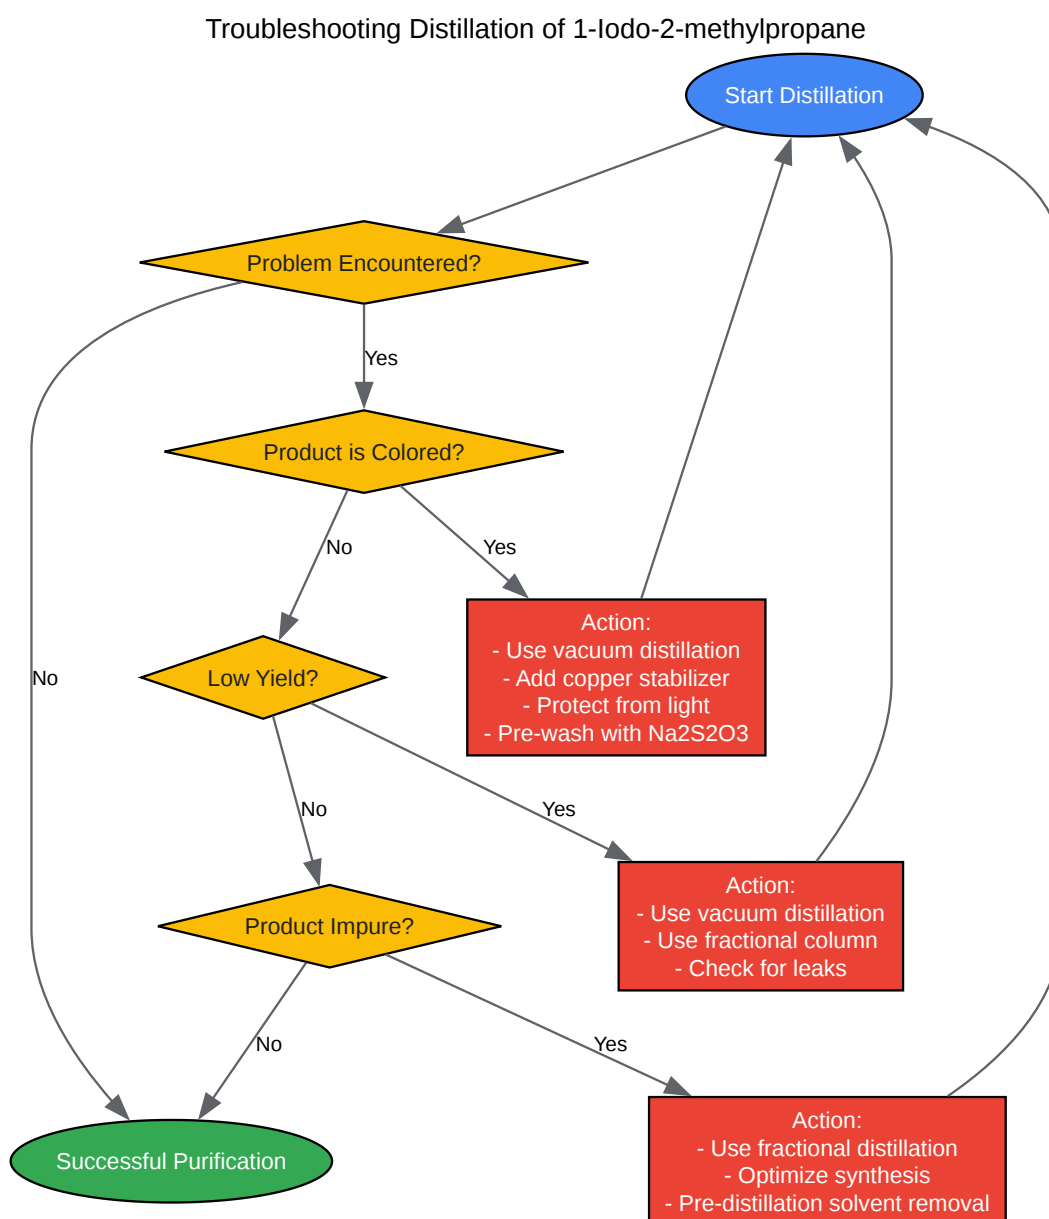 Troubleshooting Distillation of 1-Iodo-2-methylpropane
Start Distillation
Problem Encountered?
Yes
Product is Colored?
No
Yes
Action:
- Use vacuum distillation
- Add copper stabilizer
- Protect from light
- Pre-wash with Na2S2O3
Low Yield?
No
No
Yes
Action:
- Use vacuum distillation
- Use fractional column
- Check for leaks
Product Impure?
No
Yes
Action:
- Use fractional distillation
- Optimize synthesis
- Pre-distillation solvent removal
Successful Purification